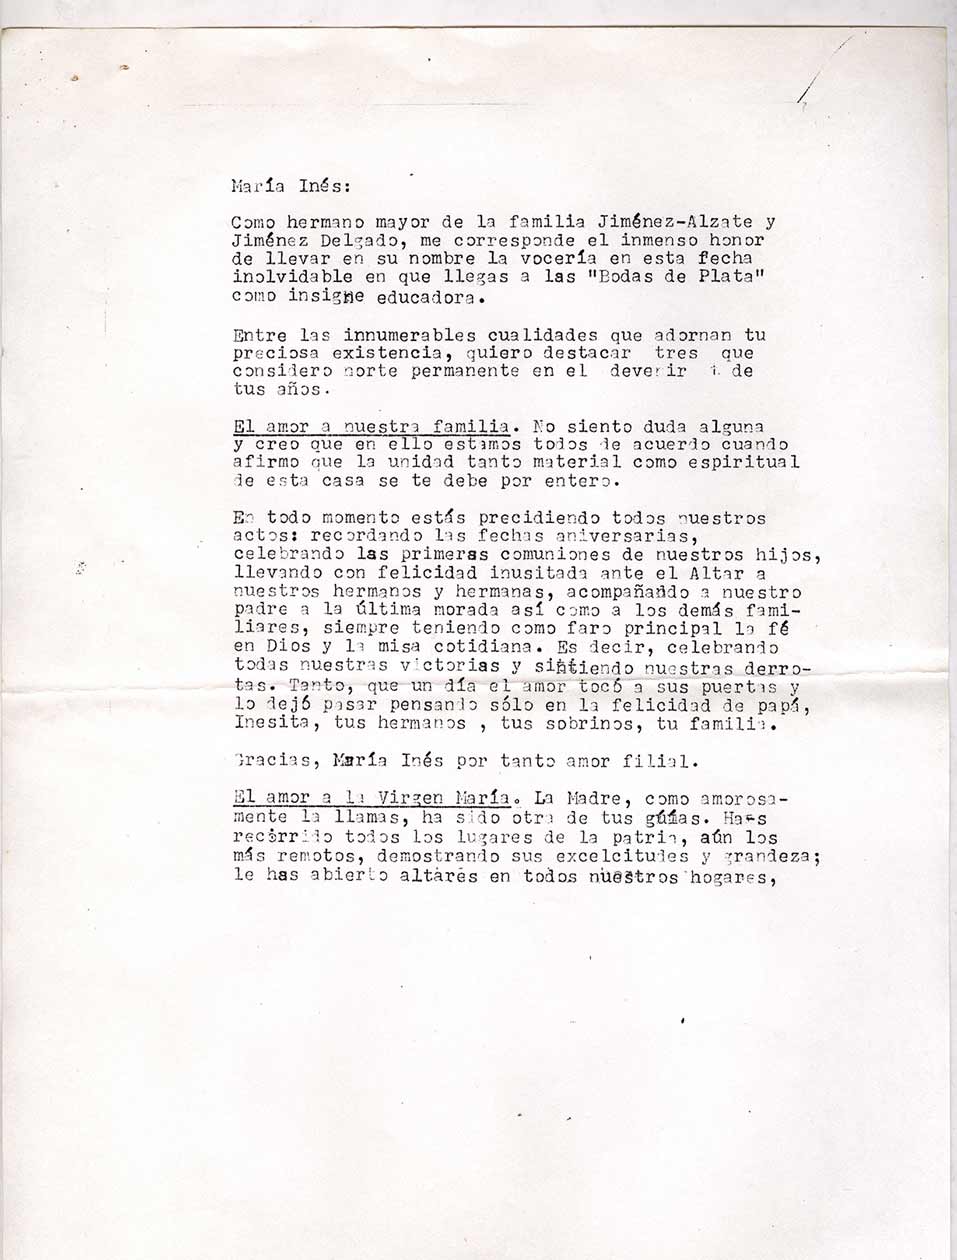 María Inés:
Como hermano mayor de la familia Jiménez-Alzate y
Jiménez Delgado, me corresponde el inmenso honor
de llevar en su nombre la vocería en esta fecha
inolvidable en que llegas a las "Bodas de Plata"
como insigne educadora.
Entre las innumerables cualidades que adornan tu
preciosa existencia, quiero destacar tres que
considero norte permanente en el devenir de
tus años.
El amor a nuestra familia. No siento duda alguna
y creo que en ello estamos todos de acuerdo cuando
afirmo que la unidad tanto material como espiritual
de esta casa se te debe por entero.
En todo momento estás precidiendo todos nuestros
actos: recordando las fechas aniversarias,
celebrando las primeras comuniones de nuestros hijos,
llevando con felicidad inusitada ante el Altar a
nuestros hermanos y hermanas, acompañando a nuestro
padre a la última morada así como a los demás fami-
liares, siempre teniendo como faro principal la fé
en Dios y la misa cotidiana. Es decir, celebrando
todas nuestras victorias y sintiendo nuestras derro-
tas. Tanto, que un día el amor tocó a sus puertas y
lo dejó pasar pensando sólo en la felicidad de papá,
Inesita, tus hermanos , tus sobrinos, tu familia.
Gracias, María Inés por tanto amor filial.
El amor a la Virgen María. La Madre, como amorosa-
mente la llamas, ha sido otra de tus guías. Has
recorrido todos los lugares de la patria, aún los
más remotos, demostrando sus excelcitudes y grandeza;
le has abierto altares en todos nuestros hogares,